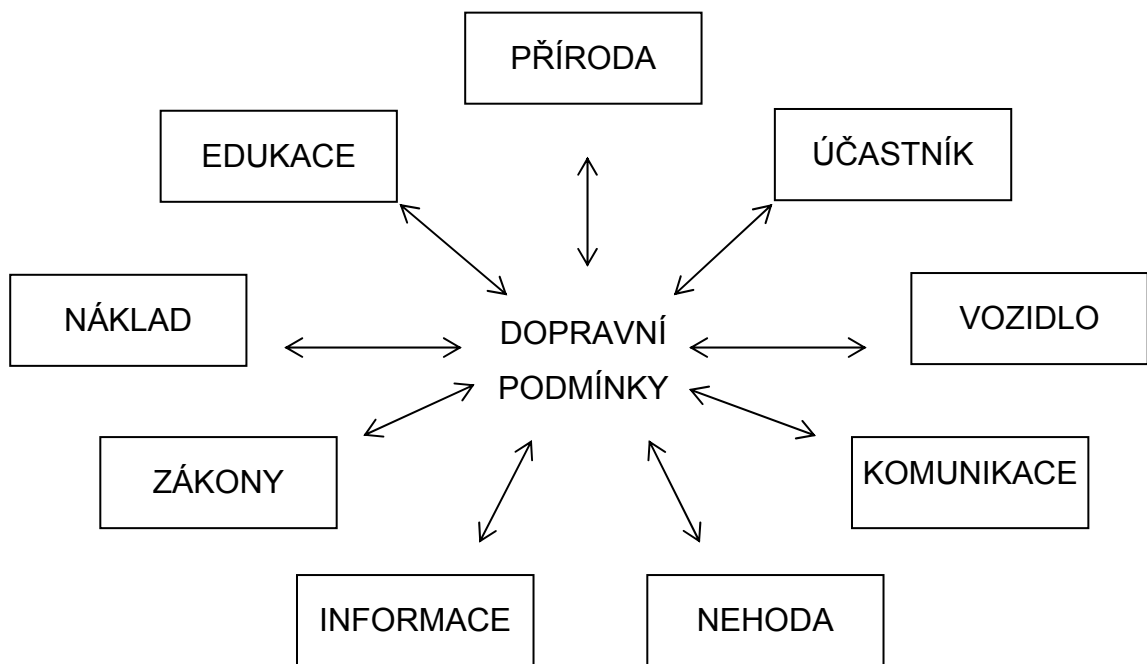 PŘÍRODA
EDUKACE
ÚČASTNÍK
NÁKLAD
DOPRAVNÍ
PODMÍNKY
VOZIDLO
ZÁKONY
KOMUNIKACE
INFORMACE
NEHODA